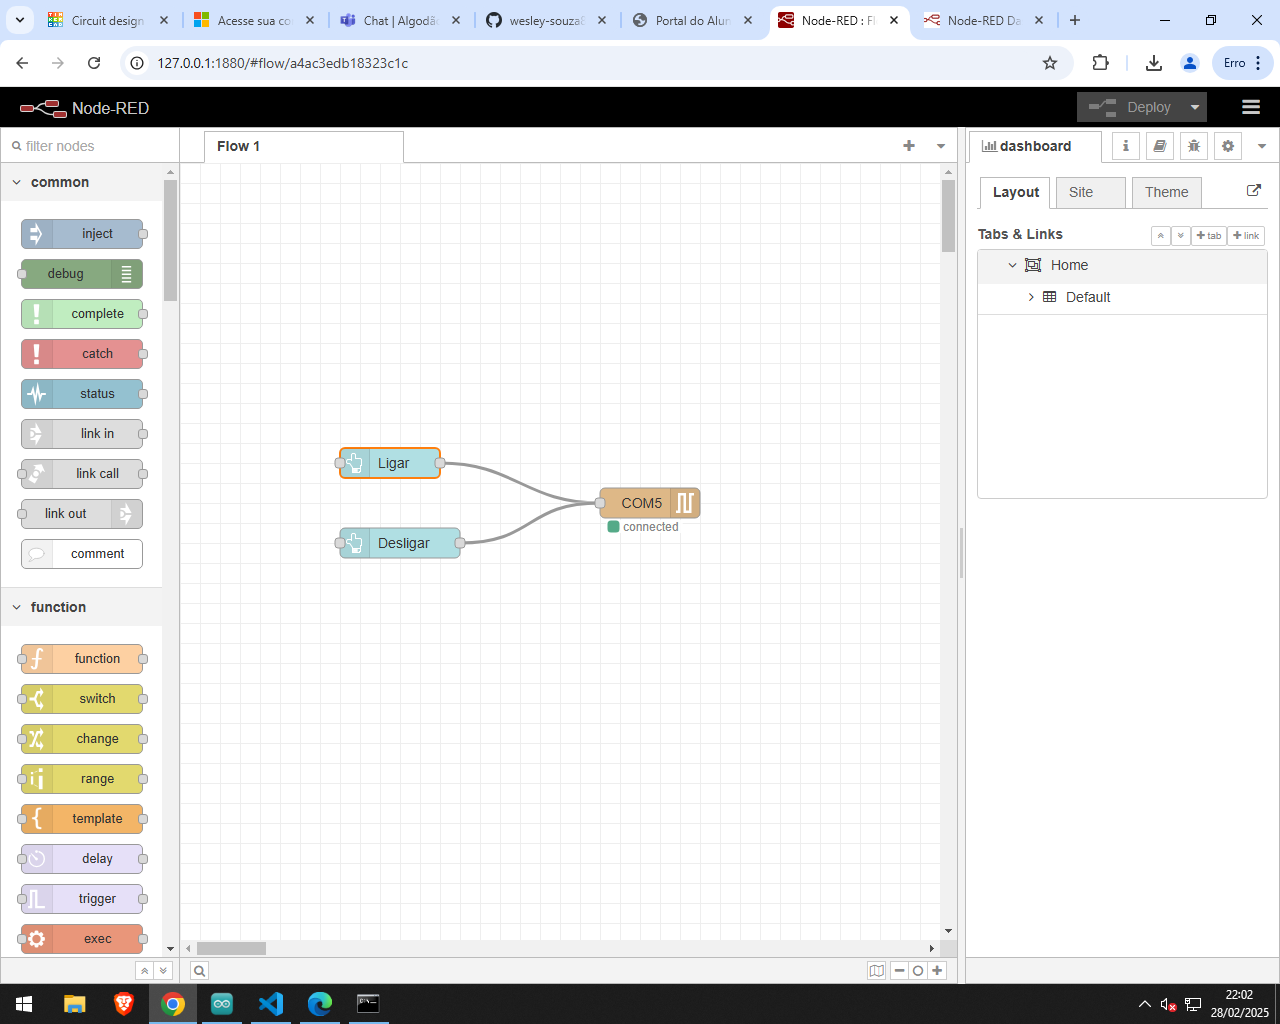 Circuit design
Acesse sua co
Chat | Algodã
wesley-souza8
Portal do Alun
Node-RED : Fl
Node-RED Da
127.0.0.1:1880/#flow/a4ac3edb18323c1c
Erro
Node-RED
Deploy
filter nodes
Flow 1
dashboard
common
Layout
Site
Theme
inject
Tabs & Links
tab
link
debug
Home
complete
Default
catch
status
link in
link call
link out
comment
Ligar
COM5
connected
Desligar
function
function
switch
change
range
template
delay
trigger
exec
22:02
28/02/2025